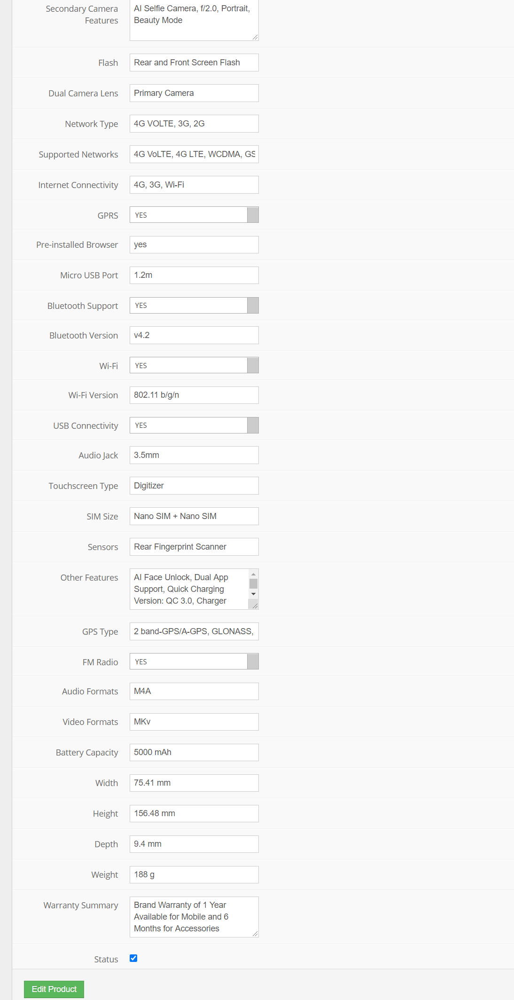 Secondary Camera
Features
AI Selfie Camera, f/2.0, Portrait,
Beauty Mode
Flash
Rear and Front Screen Flash
Dual Camera Lens
Primary Camera
Network Type
4G VOLTE, 3G, 2G
Supported Networks
4G VoLTE, 4G LTE, WCDMA, GS
Internet Connectivity
4G, 3G, Wi-Fi
GPRS
YES
Pre-installed Browser
yes
Micro USB Port
1.2m
Bluetooth Support
YES
Bluetooth Version
v4.2
Wi-Fi
YES
Wi-Fi Version
802.11 b/g/n
USB Connectivity
YES
Audio Jack
3.5mm
Touchscreen Type
Digitizer
SIM Size
Nano SIM + Nano SIM
Sensors
Rear Fingerprint Scanner
Other Features
AI Face Unlock, Dual App
Support, Quick Charging
Version: QC 3.0, Charger
GPS Type
2 band-GPS/A-GPS, GLONASS,
FM Radio
YES
Audio Formats
M4A
Video Formats
MKv
Battery Capacity
5000 mAh
Width
75.41 mm
Height
156.48 mm
Depth
9.4 mm
Weight
188 g
Warranty Summary
Brand Warranty of 1 Year
Available for Mobile and 6
Months for Accessories
Status
Edit Product